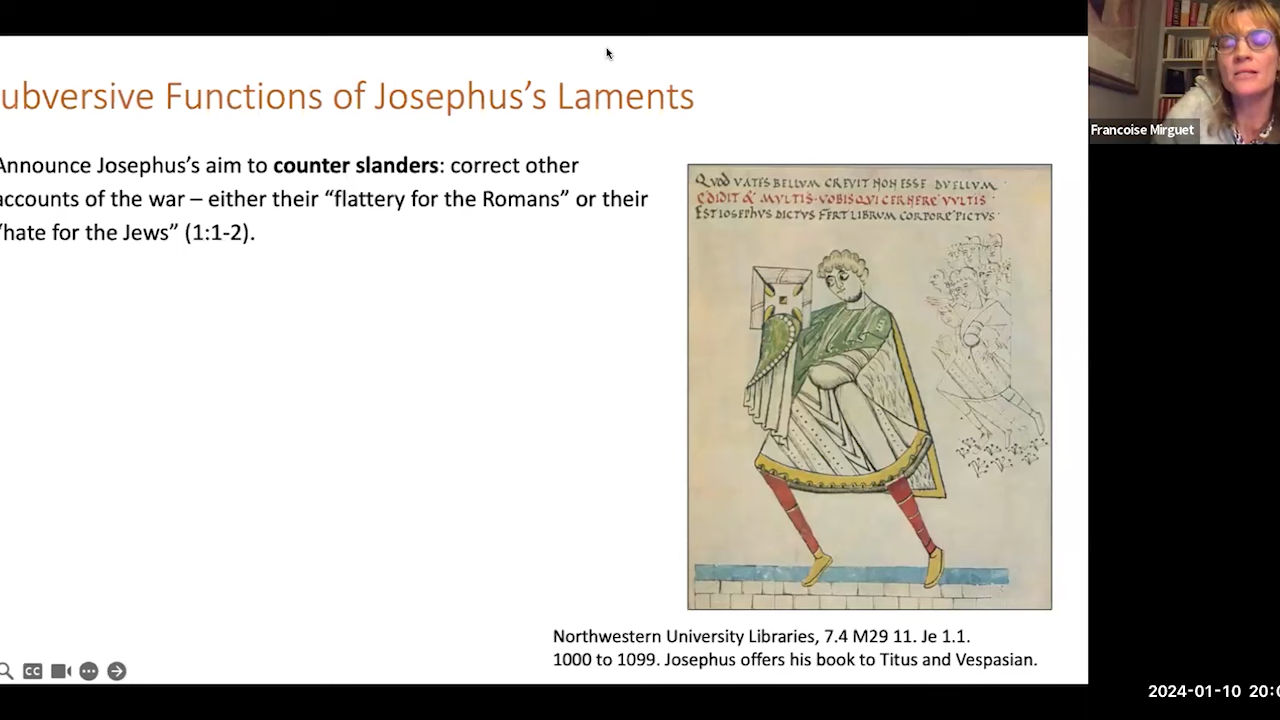 ubversive Functions of Josephus’s Laments
Announce Josephus’s aim to counter slanders: correct other
accounts of the war – either their “flattery for the Romans” or their
“hate for the Jews” (1:1-2).
QVOD VATES BELLVM CREVIT NON ESSE DVELLVM
EDIDIT & MVLTIS VOBIS QVI CERNERE VVLTIS
EST IOSEPHVS DICTVS FERT LIBRVM CORPORE PICTVS
Northwestern University Libraries, 7.4 M29 11. Je 1.1.
1000 to 1099. Josephus offers his book to Titus and Vespasian.
Francoise Mirguet
CC
2024-01-10 20:0